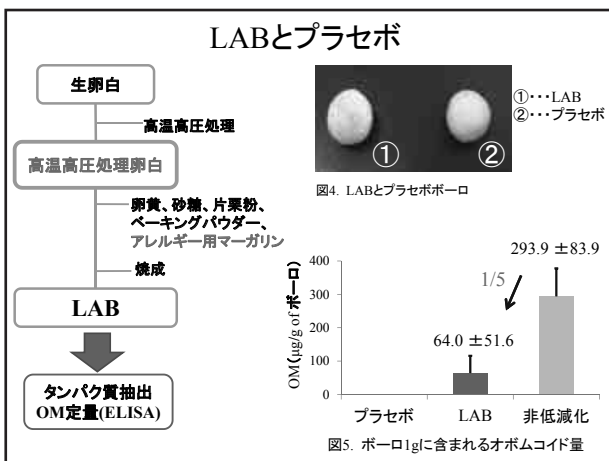 LABとプラセボ
生卵白
高温高圧処理
高温高圧処理卵白
卵黄、砂糖、片栗粉、
ベーキングパウダー、
アレルギー用マーガリン
焼成
LAB
タンパク質抽出
OM定量(ELISA)
①
②
①・・・LAB
②・・・プラセボ
図4. LABとプラセボボーロ
OM(μg/g of ボーロ)
400
300
200
100
0
64.0 ±51.6
1/5
293.9 ±83.9
プラセボ
LAB
非低減化
図5. ボーロ1gに含まれるオボムコイド量